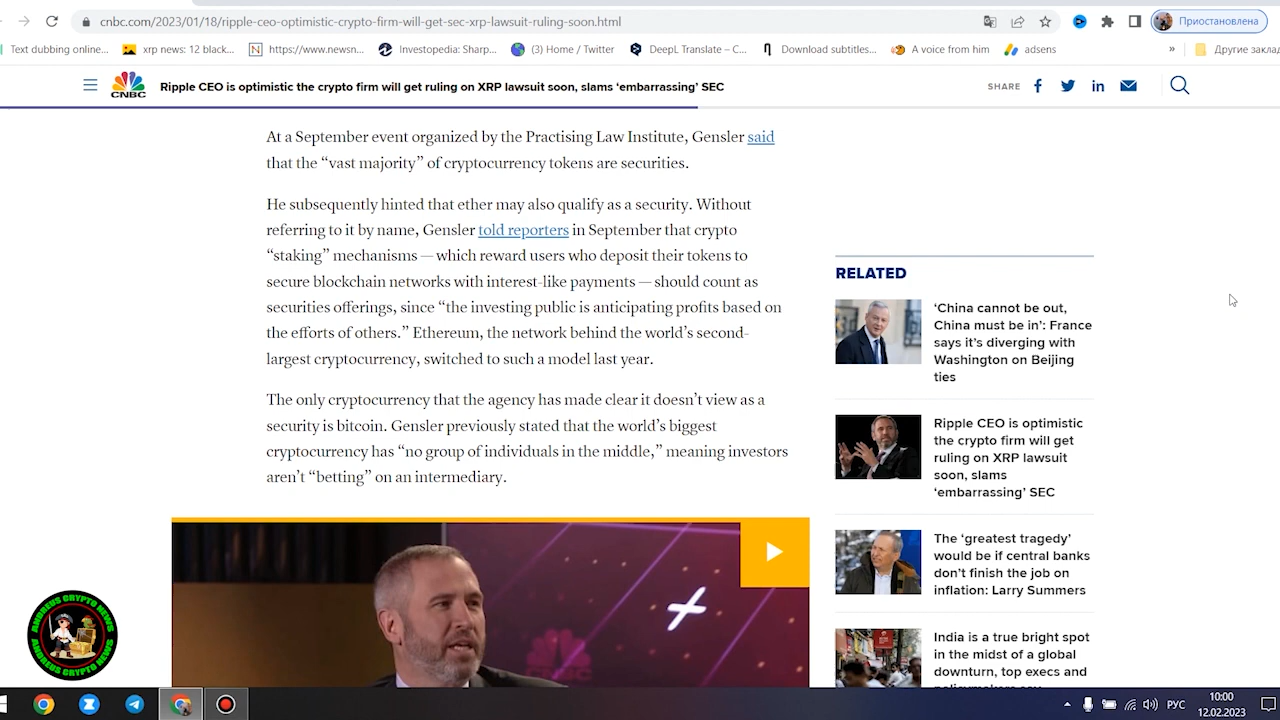 cnbc.com/2023/01/18/ripple-ceo-optimistic-crypto-firm-will-get-sec-xrp-lawsuit-ruling-soon.html
Приостановлена
Text dubbing online...
xrp news: 12 black...
https://www.newsn...
Investopedia: Sharp...
(3) Home / Twitter
DeepL Translate – C...
Download subtitles...
A voice from him
adsens
»
Другие заклад
CNBC
Ripple CEO is optimistic the crypto firm will get ruling on XRP lawsuit soon, slams ‘embarrassing’ SEC
SHARE
At a September event organized by the Practising Law Institute, Gensler said
that the “vast majority” of cryptocurrency tokens are securities.
He subsequently hinted that ether may also qualify as a security. Without
referring to it by name, Gensler told reporters in September that crypto
“staking” mechanisms — which reward users who deposit their tokens to
secure blockchain networks with interest-like payments — should count as
securities offerings, since “the investing public is anticipating profits based on
the efforts of others.” Ethereum, the network behind the world’s second-
largest cryptocurrency, switched to such a model last year.
The only cryptocurrency that the agency has made clear it doesn’t view as a
security is bitcoin. Gensler previously stated that the world’s biggest
cryptocurrency has “no group of individuals in the middle,” meaning investors
aren’t “betting” on an intermediary.
RELATED
‘China cannot be out,
China must be in’: France
says it’s diverging with
Washington on Beijing
ties
Ripple CEO is optimistic
the crypto firm will get
ruling on XRP lawsuit
soon, slams
‘embarrassing’ SEC
The ‘greatest tragedy’
would be if central banks
don’t finish the job on
inflation: Larry Summers
India is a true bright spot
in the midst of a global
downturn, top execs and
ANDREUS CRYPTO NEWS
ANDREUS CRYPTO NEWS
РУС
10:00
12.02.2023